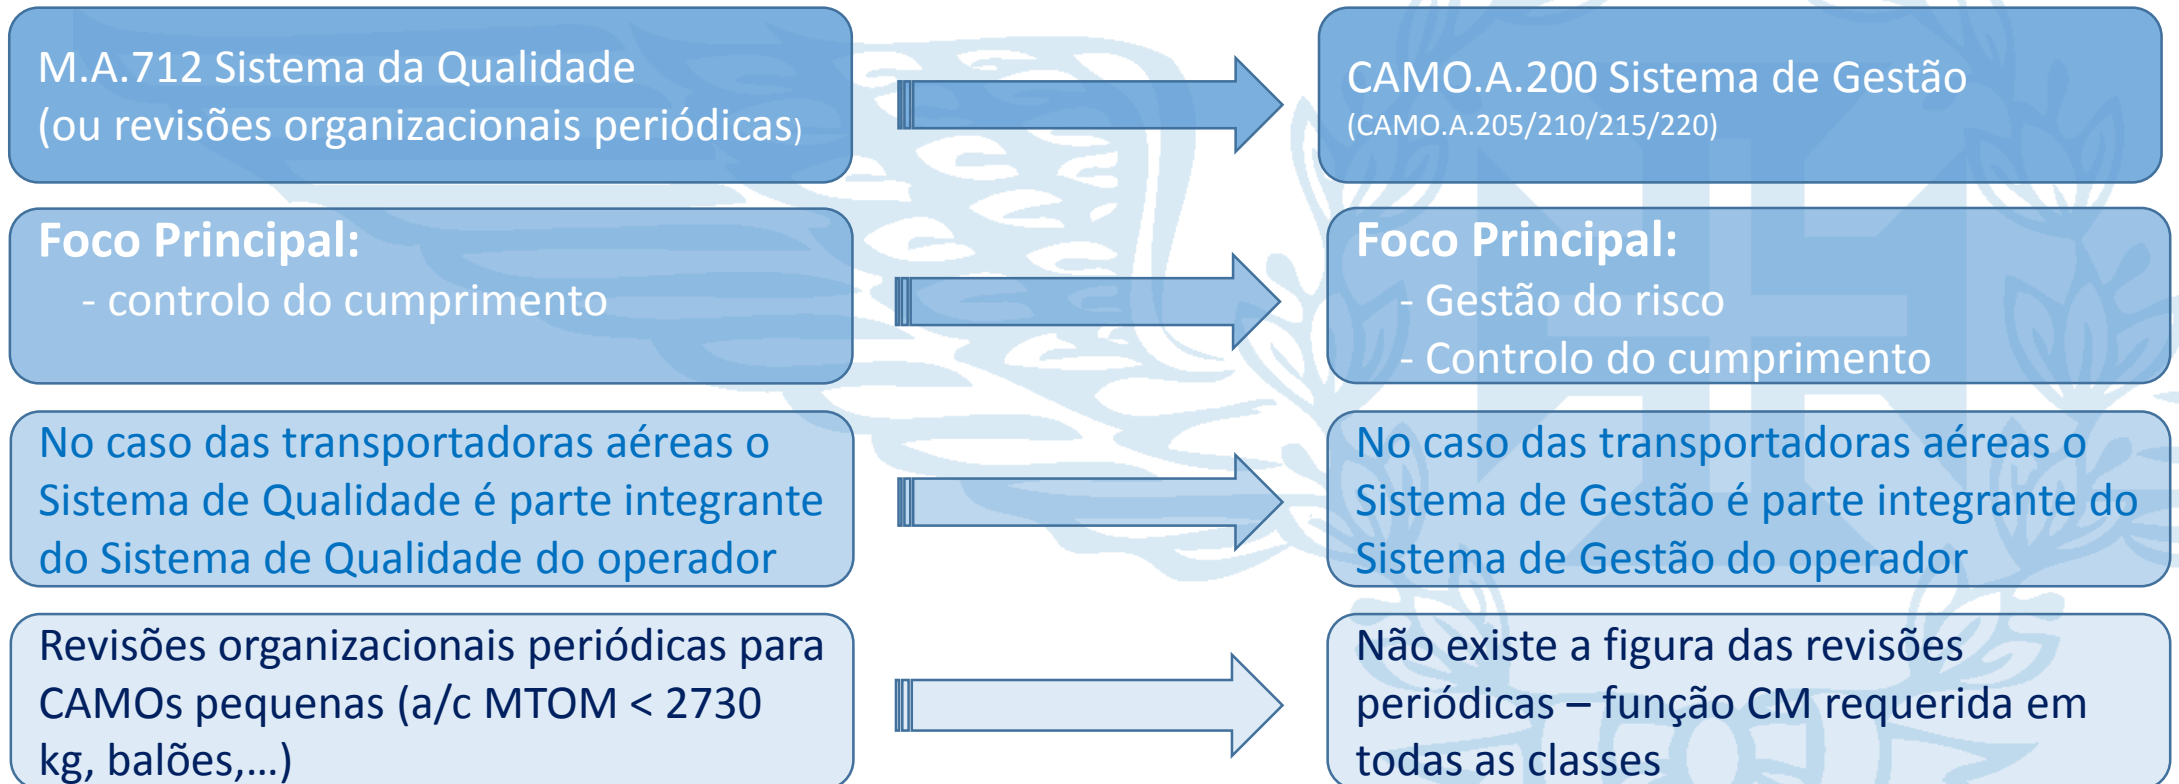 M.A.712 Sistema da Qualidade
(ou revisões organizacionais periódicas)
CAMO.A.200 Sistema de Gestão
(CAMO.A.205/210/215/220)
Foco Principal:
- controlo do cumprimento
Foco Principal:
- Gestão do risco
- Controlo do cumprimento
No caso das transportadoras aéreas o
Sistema de Qualidade é parte integrante
do Sistema de Qualidade do operador
No caso das transportadoras aéreas o
Sistema de Gestão é parte integrante do
Sistema de Gestão do operador
Revisões organizacionais periódicas para
CAMOs pequenas (a/c MTOM < 2730
kg, balões,...)
Não existe a figura das revisões
periódicas – função CM requerida em
todas as classes